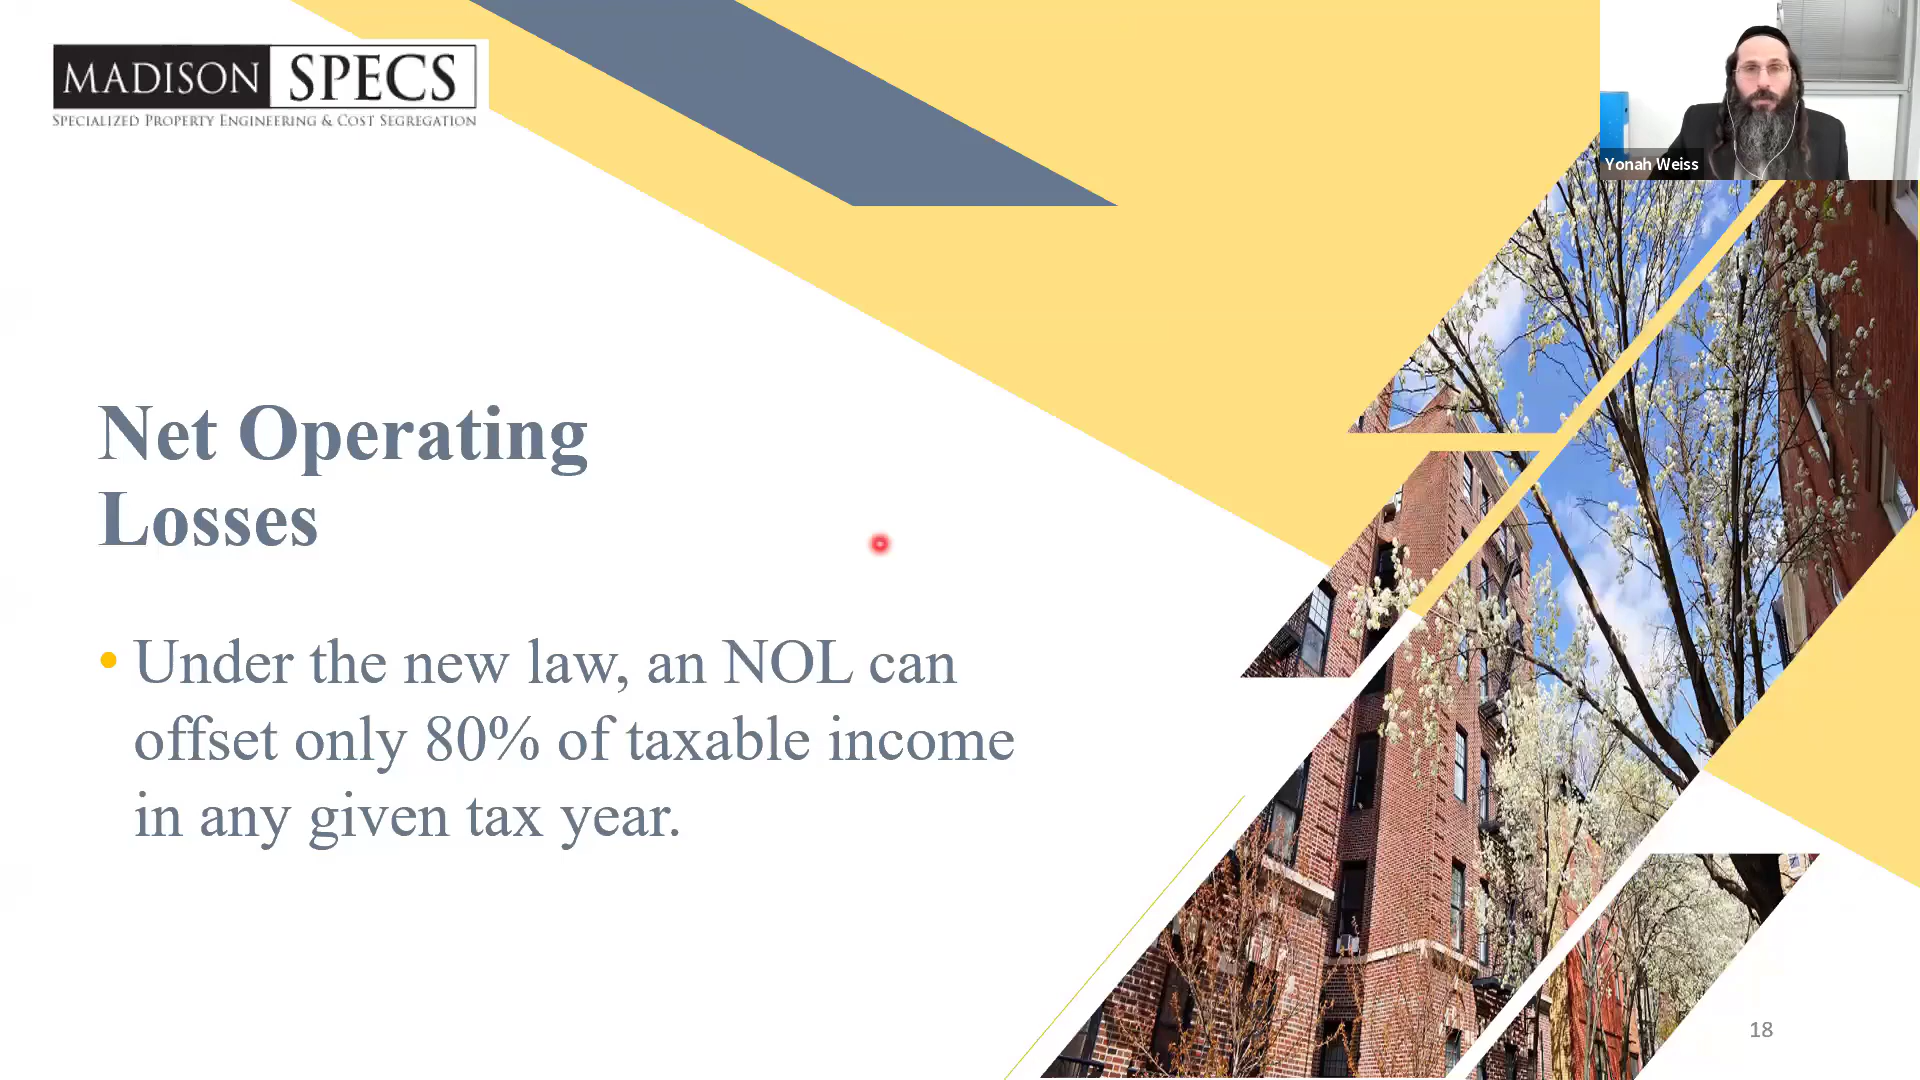 MADISON SPECS
SPECIALIZED PROPERTY ENGINEERING & COST SEGREGATION
Yonah Weiss
Net Operating
Losses
• Under the new law, an NOL can
offset only 80% of taxable income
in any given tax year.
18